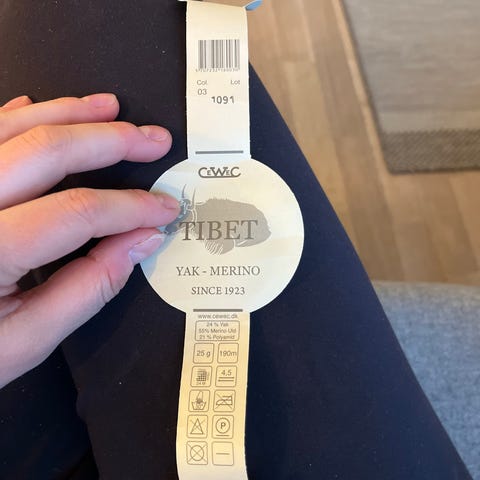 Col. Lot
03 1091
CeWeC
TIBET
YAK - MERINO
SINCE 1923
www.cewec.dk
24 % Yak
55% Merino Uld
21 % Polyamid
25 g 190m
4,5
P